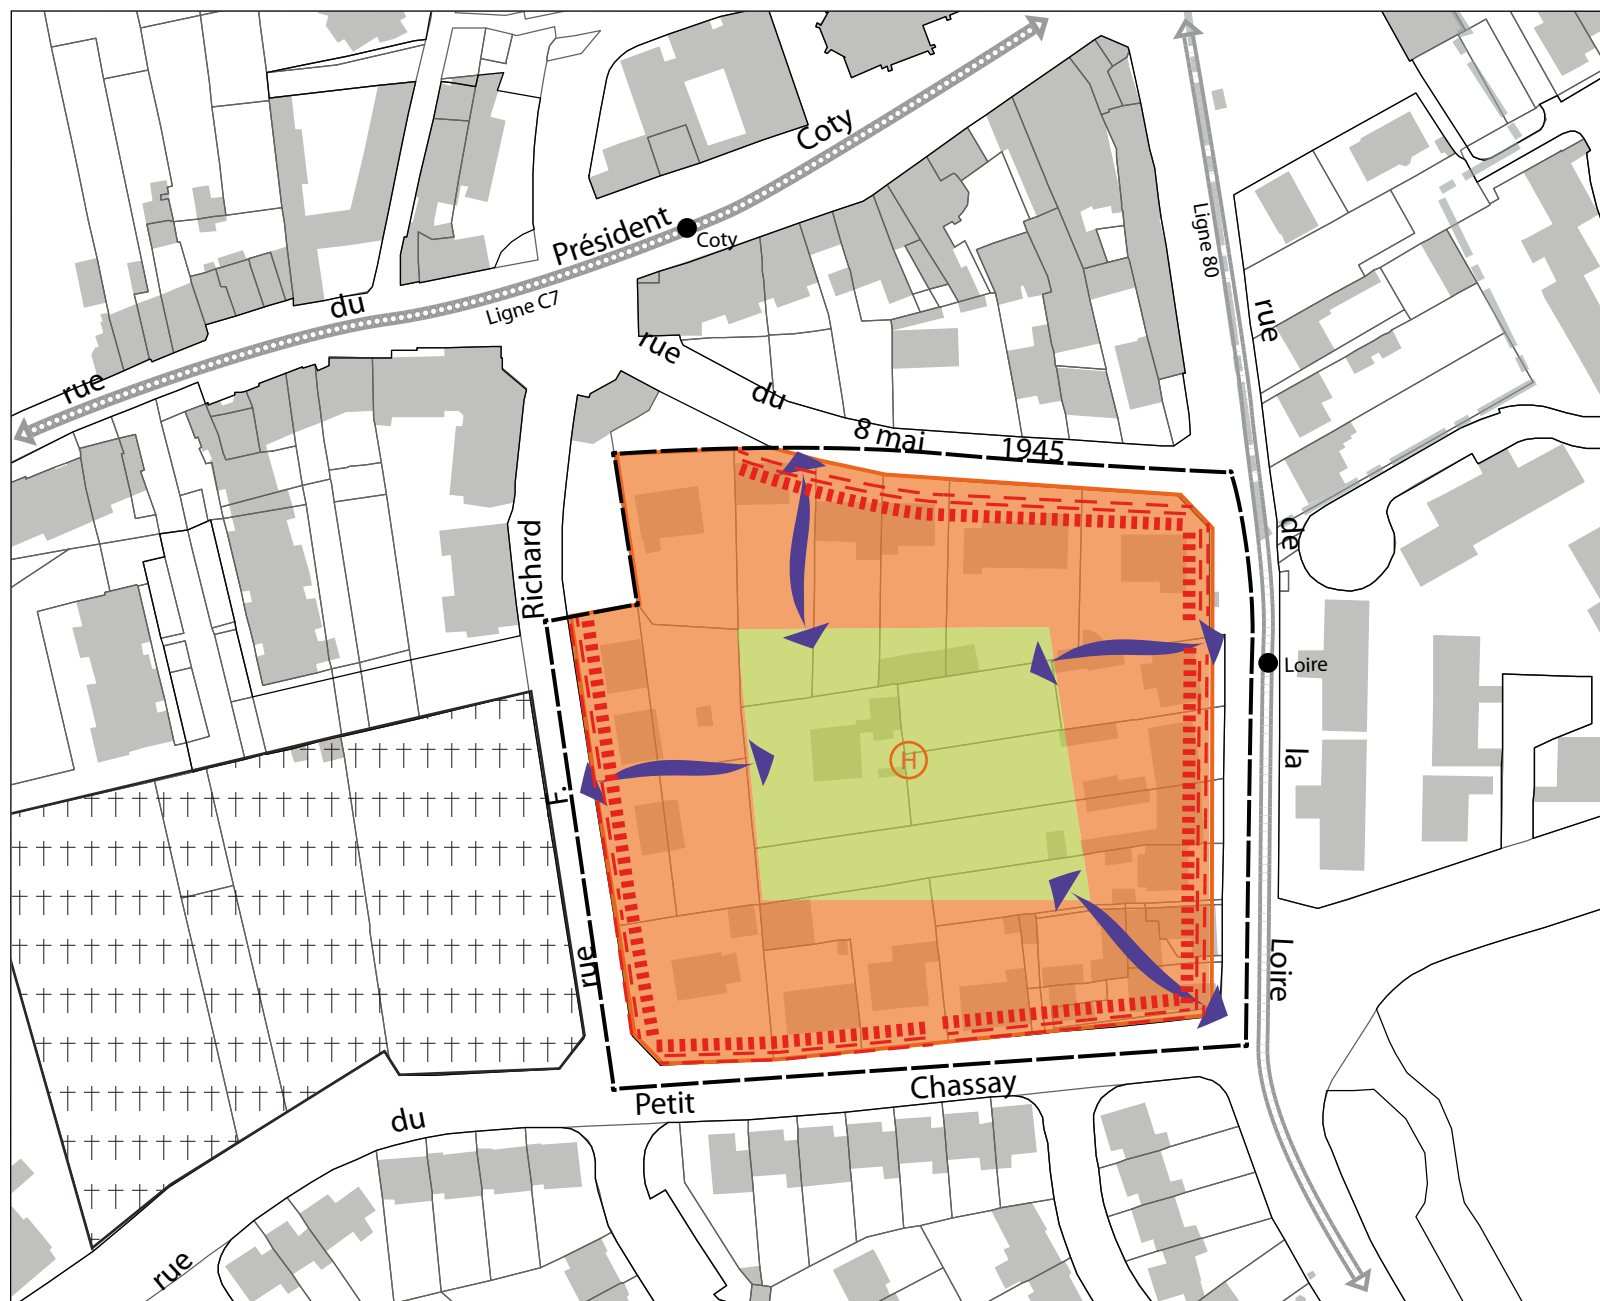 Coty
Président
Coty
Ligne C7
du
rue
Ligne 80
rue
rue
du
8 mai
1945
de
Richard
Loire
H
la
F.
rue
Loire
Chassay
Petit
du
rue